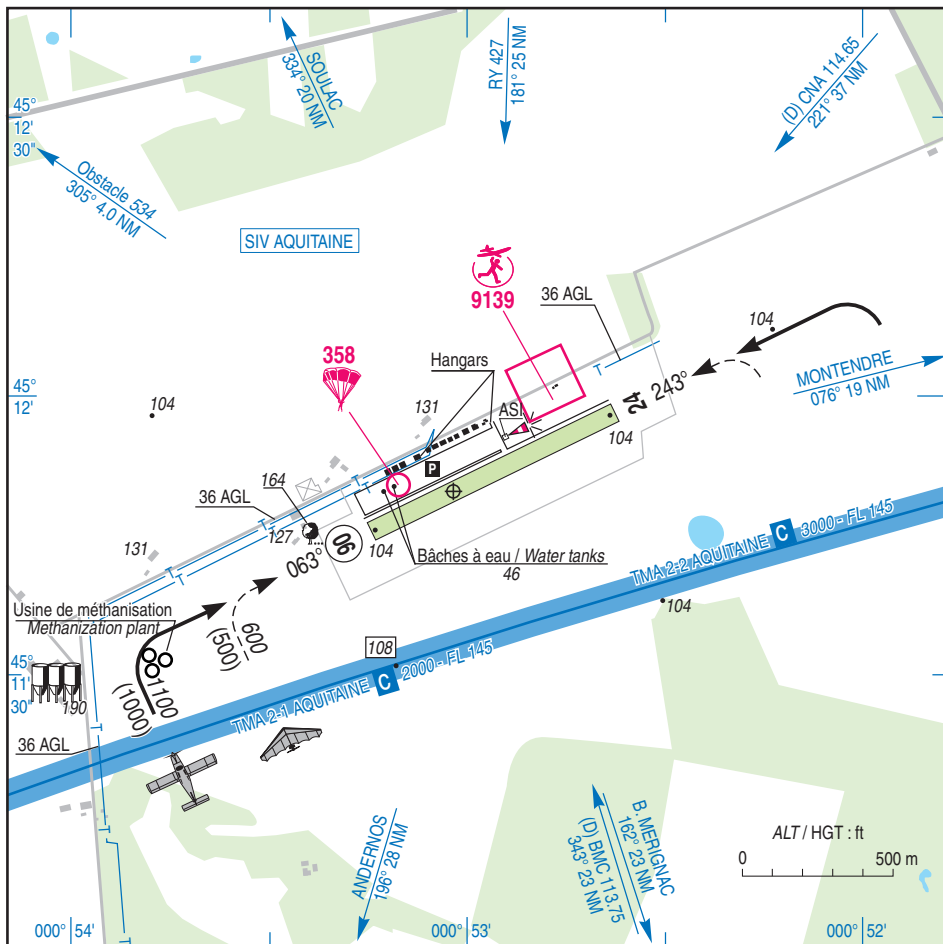 SOULAC
334° 20 NM
RY 427
181° 25 NM
(D) CNA 114.65
221° 37 NM
45°
12'
30"
Obstacle 534
305° 4.0 NM
SIV AQUITAINE
9139
36 AGL
104
358
Hangars
MONTENDRE
076° 19 NM
45°
12'
24
243°
104
131
ASI
104
P
164
36 AGL
127
06
104
131
063°
Bâches à eau / Water tanks
46
TMA 2-2 AQUITAINE C 3000 - FL 145
Usine de méthanisation
Methanization plant
600
(500)
104
108
45°
11'
30"
190
1100
(1000)
TMA 2-1 AQUITAINE C 2000 - FL 145
36 AGL
ANDERNOS
196° 28 NM
B. MERIGNAC
162° 23 NM
(D) BMC 113.75
343° 23 NM
ALT / HGT : ft
0 500 m
000° 54'
000° 53'
000° 52'
T
T
T
T
T
T
T
T
T